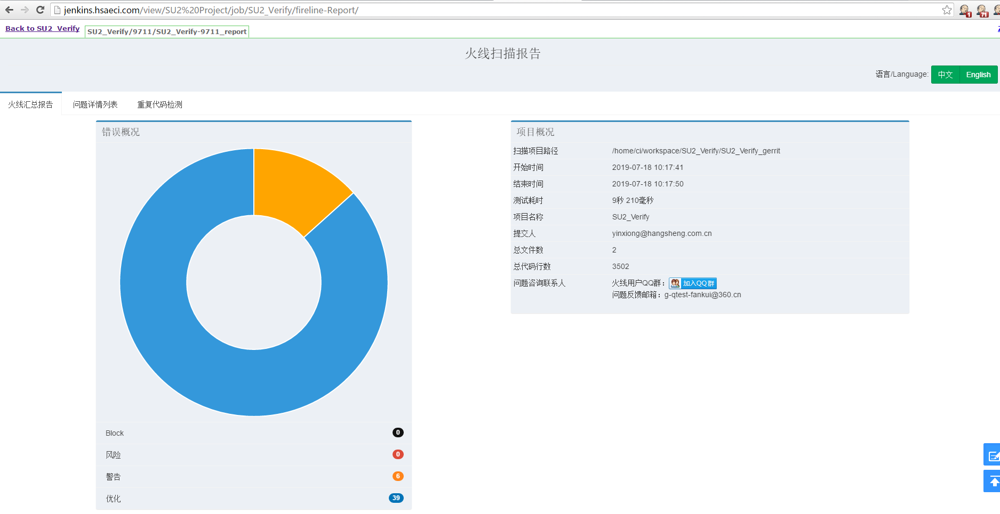 jenkins.hsaeci.com/view/SU2%20Project/job/SU2_Verify/fireline-Report/
1
71
Back to SU2_Verify
SU2_Verify/9711/SU2_Verify-9711_report
火线扫描报告
语言/Language:
中文
English
火线汇总报告
问题详情列表
重复代码检测
错误概况
Block
0
风险
0
警告
6
优化
39
项目概况
扫描项目路径
/home/ci/workspace/SU2_Verify/SU2_Verify_gerrit
开始时间
2019-07-18 10:17:41
结束时间
2019-07-18 10:17:50
测试耗时
9秒 210毫秒
项目名称
SU2_Verify
提交人
yinxiong@hangsheng.com.cn
总文件数
2
总代码行数
3502
问题咨询联系人
火线用户QQ群：
加入QQ群
问题反馈邮箱：g-qtest-fankui@360.cn